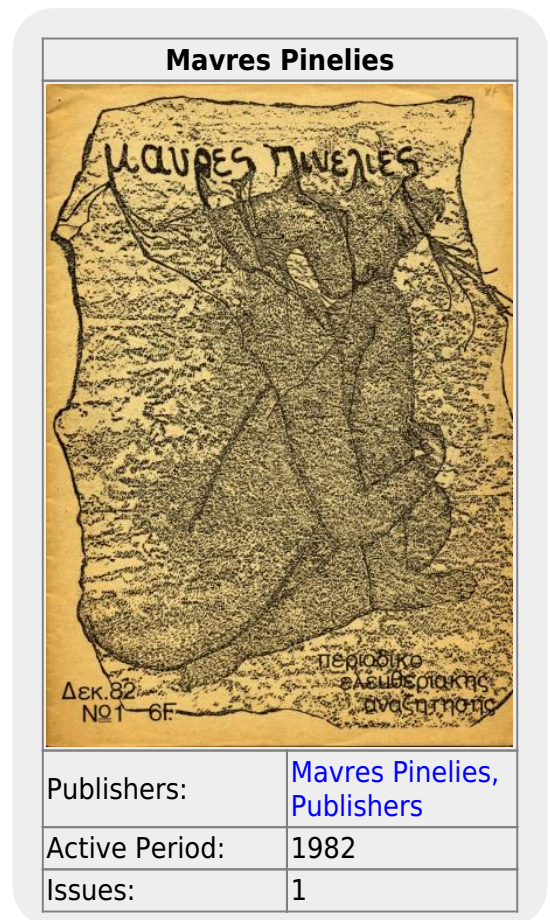 Mavres Pinelies
μαυρες πινελιες
Δεκ.82
Nº1 6F.
περιοδικο
ελευθεριακης
αναζητησης
Publishers:
Mavres Pinelies,
Publishers
Active Period:
1982
Issues:
1